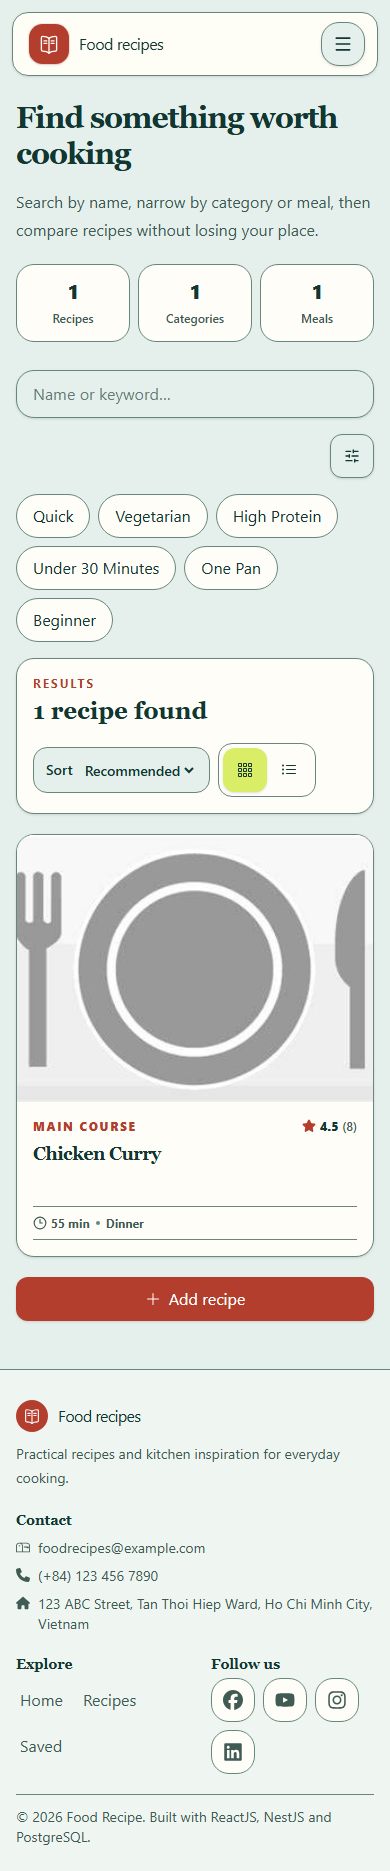 Food recipes
Find something worth
cooking
Search by name, narrow by category or meal, then
compare recipes without losing your place.
1
Recipes
1
Categories
1
Meals
Name or keyword...
Quick
Vegetarian
High Protein
Under 30 Minutes
One Pan
Beginner
RESULTS
1 recipe found
Sort Recommended
MAIN COURSE
4.5 (8)
Chicken Curry
55 min • Dinner
Add recipe
Food recipes
Practical recipes and kitchen inspiration for everyday
cooking.
Contact
foodrecipes@example.com
(+84) 123 456 7890
123 ABC Street, Tan Thoi Hiep Ward, Ho Chi Minh City,
Vietnam
Explore
Home
Recipes
Saved
Follow us
© 2026 Food Recipe. Built with ReactJS, NestJS and
PostgreSQL.